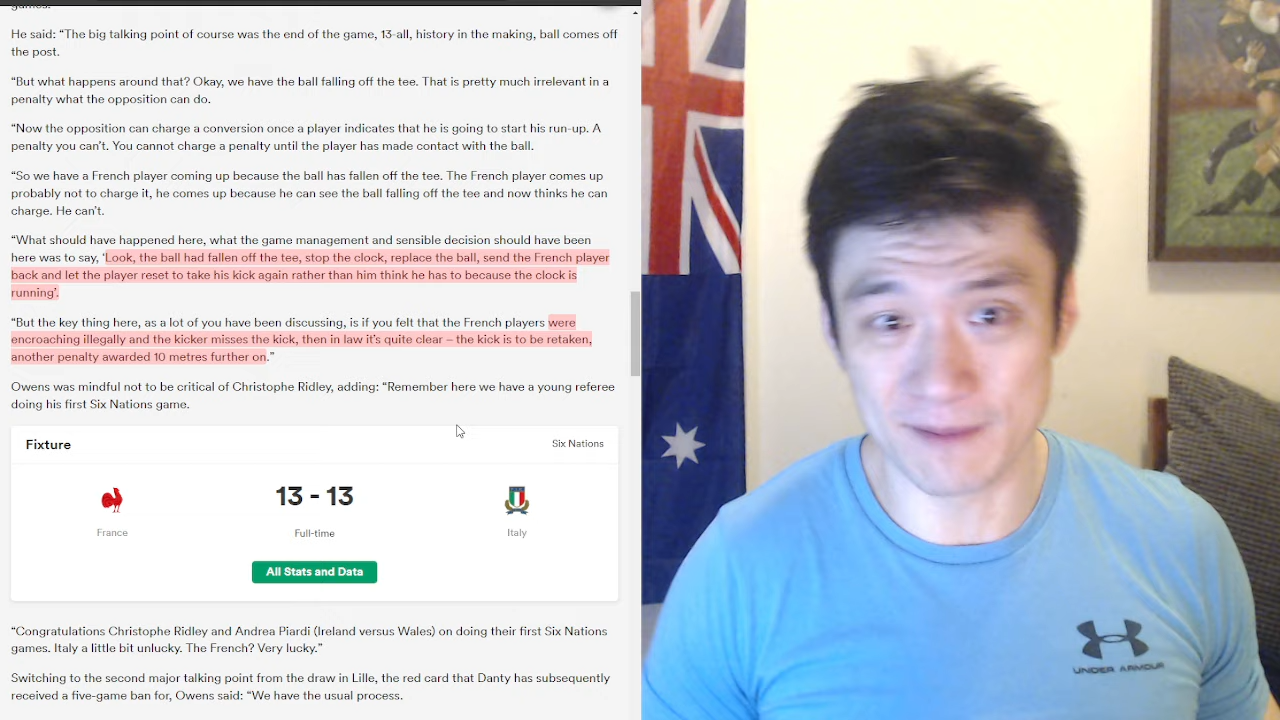 games.
He said: “The big talking point of course was the end of the game, 13-all, history in the making, ball comes off
the post.
“But what happens around that? Okay, we have the ball falling off the tee. That is pretty much irrelevant in a
penalty what the opposition can do.
“Now the opposition can charge a conversion once a player indicates that he is going to start his run-up. A
penalty you can’t. You cannot charge a penalty until the player has made contact with the ball.
“So we have a French player coming up because the ball has fallen off the tee. The French player comes up
probably not to charge it, he comes up because he can see the ball falling off the tee and now thinks he can
charge. He can’t.
“What should have happened here, what the game management and sensible decision should have been
here was to say, ‘Look, the ball had fallen off the tee, stop the clock, replace the ball, send the French player
back and let the player reset to take his kick again rather than him think he has to because the clock is
running’.
“But the key thing here, as a lot of you have been discussing, is if you felt that the French players were
encroaching illegally and the kicker misses the kick, then in law it’s quite clear – the kick is to be retaken,
another penalty awarded 10 metres further on.”
Owens was mindful not to be critical of Christophe Ridley, adding: “Remember here we have a young referee
doing his first Six Nations game.
Fixture
Six Nations
13 - 13
France
Full-time
Italy
All Stats and Data
“Congratulations Christophe Ridley and Andrea Piardi (Ireland versus Wales) on doing their first Six Nations
games. Italy a little bit unlucky. The French? Very lucky.”
Switching to the second major talking point from the draw in Lille, the red card that Danty has subsequently
received a five-game ban for, Owens said: “We have the usual process.
UNDER ARMOUR